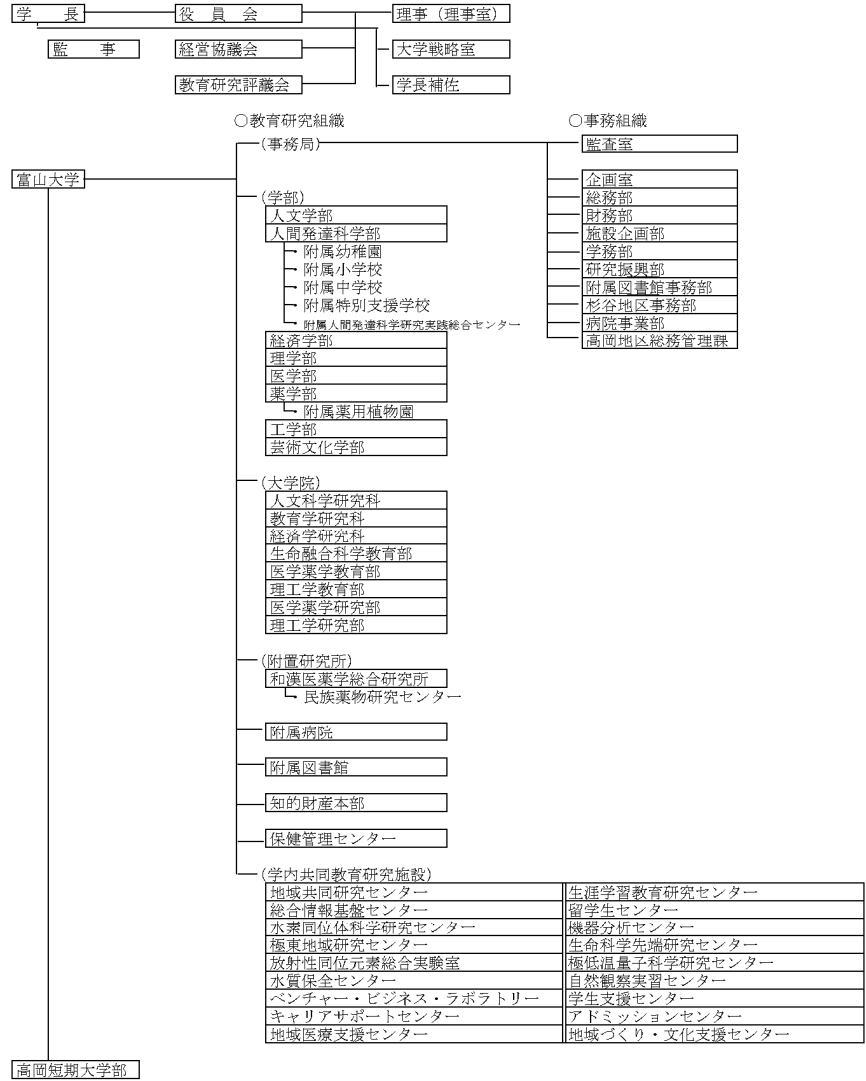 学　　長
役　員　会
理事（理事室）
監　　事
経営協議会
大学戦略室
教育研究評議会
学長補佐
○教育研究組織
○事務組織
(事務局)
監査室
富山大学
企画室
総務部
財務部
施設企画部
学務部
研究振興部
附属図書館事務部
杉谷地区事務部
病院事業部
高岡地区総務管理課
(学部)
人文学部
人間発達科学部
・附属幼稚園
・附属小学校
・附属中学校
・附属特別支援学校
・附属人間発達科学研究実践総合センター
経済学部
理学部
医学部
薬学部
・附属薬用植物園
工学部
芸術文化学部
(大学院)
人文科学研究科
教育学研究科
経済学研究科
生命融合科学教育部
医学薬学教育部
理工学教育部
医学薬学研究部
理工学研究部
(附置研究所)
和漢医薬学総合研究所
・民族薬物研究センター
附属病院
附属図書館
知的財産本部
保健管理センター
(学内共同教育研究施設)
地域共同研究センター　生涯学習教育研究センター
総合情報基盤センター　留学生センター
水素同位体科学研究センター　機器分析センター
極東地域研究センター　生命科学先端研究センター
放射性同位元素総合実験室　極低温量子科学研究センター
水質保全センター　自然観察実習センター
ベンチャー・ビジネス・ラボラトリー　学生支援センター
キャリアサポートセンター　アドミッションセンター
地域医療支援センター　地域づくり・文化支援センター
高岡短期大学部